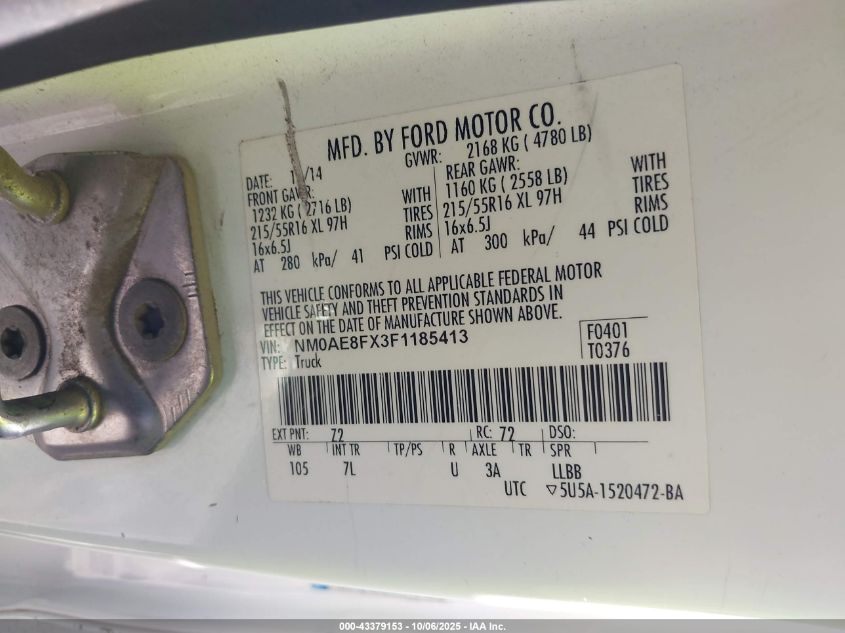 MFD. BY FORD MOTOR CO.
GVWR: 2168 KG ( 4780 LB)
DATE: /14
FRONT GAWR: REAR GAWR:
1232 KG ( 2716 LB) WITH 1160 KG ( 2558 LB) WITH
215/55R16 XL 97H TIRES 215/55R16 XL 97H TIRES
16x6.5J RIMS 16x6.5J RIMS
AT 280 kPa/ 41 PSI COLD AT 300 kPa/ 44 PSI COLD
THIS VEHICLE CONFORMS TO ALL APPLICABLE FEDERAL MOTOR
VEHICLE SAFETY AND THEFT PREVENTION STANDARDS IN
EFFECT ON THE DATE OF MANUFACTURE SHOWN ABOVE.
VIN: NM0AE8FX3F1185413 F0401
TYPE: Truck T0376
EXT PNT: 7Z RC: 72 DSO:
WB INT TR TP/PS R AXLE TR SPR
105 7L U 3A LLBB
UTC ▽5U5A-1520472-BA
000-43379153 - 10/06/2025 - IAA Inc.